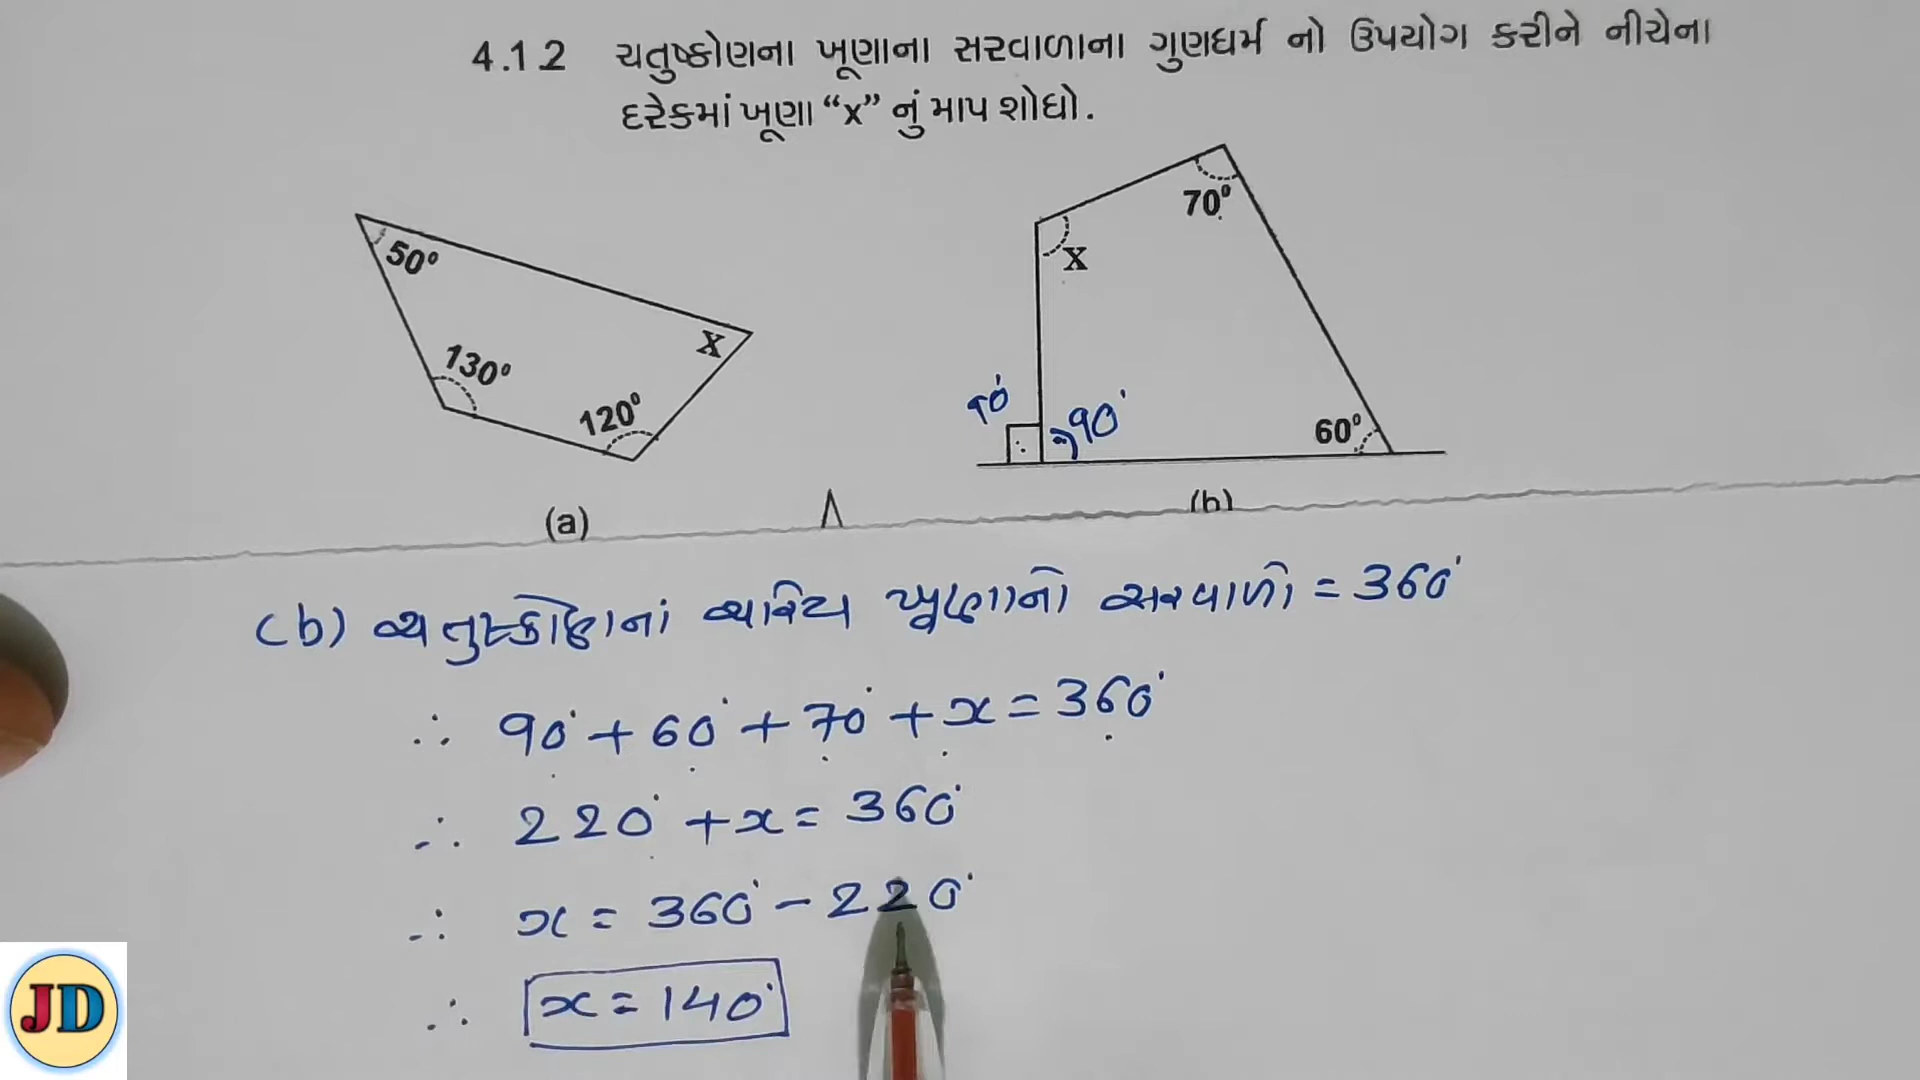 4.1.2 ચતુષ્કોણના ખૂણાના સરવાળાના ગુણધર્મ નો ઉપયોગ કરીને નીચેના
દરેકમાં ખૂણા “x” નું માપ શોધો.
50° X 130° 120°
(a)
70° X 90° 90° 60°
(b)
(b) ચતુષ્કોણનાં ચારેય ખૂણાનો સરવાળો = 360°
∴ 90° + 60° + 70° + x = 360°
∴ 220° + x = 360°
∴ x = 360° - 220°
∴ x = 140°
JD